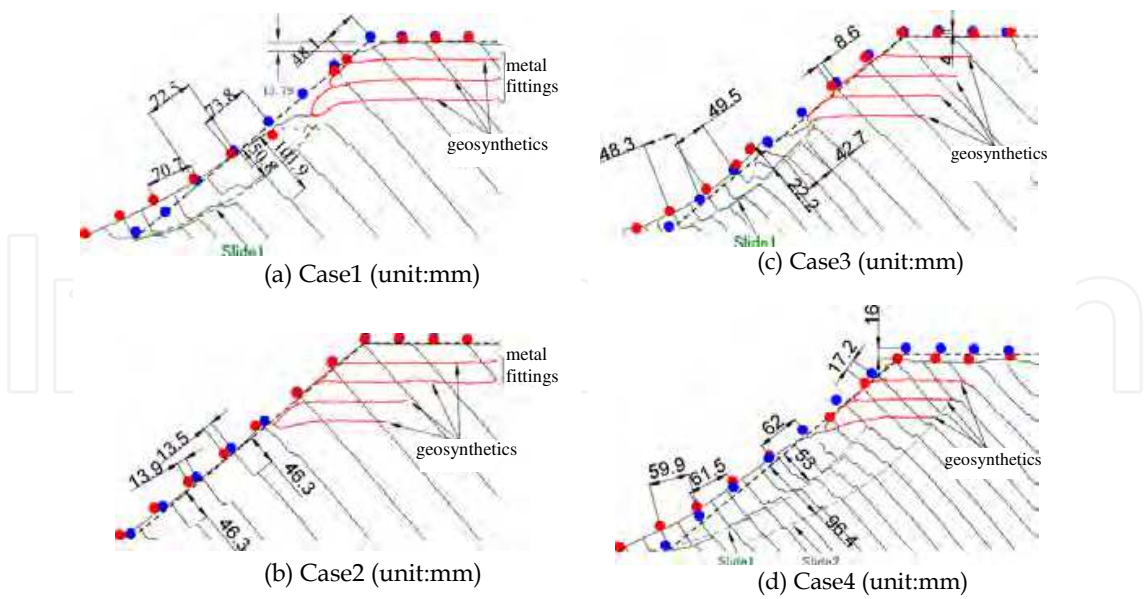 48.1
metal
fittings
72.5
73.8
geosynthetics
70.7
50.8
101.9
Slide1
(a) Case1 (unit:mm)
8.6
4
49.5
48.3
geosynthetics
42.7
22.2
Slide1
(c) Case3 (unit:mm)
metal
fittings
13.5
13.9
geosynthetics
46.3
46.3
(b) Case2 (unit:mm)
16
17.2
62
59.9
61.5
geosynthetics
53
96.4
Slide1
Slide2
(d) Case4 (unit:mm)